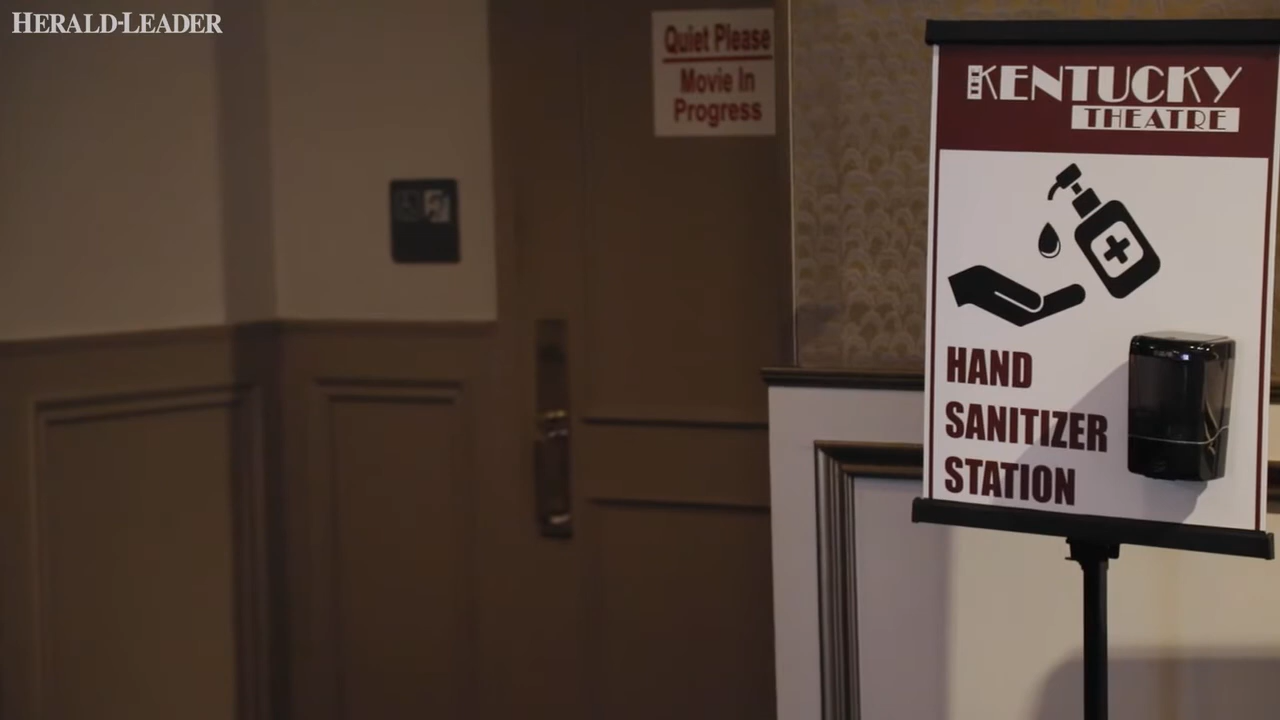 HERALD-LEADER
Quiet Please
Movie In
Progress
THE KENTUCKY
THEATRE
HAND
SANITIZER
STATION